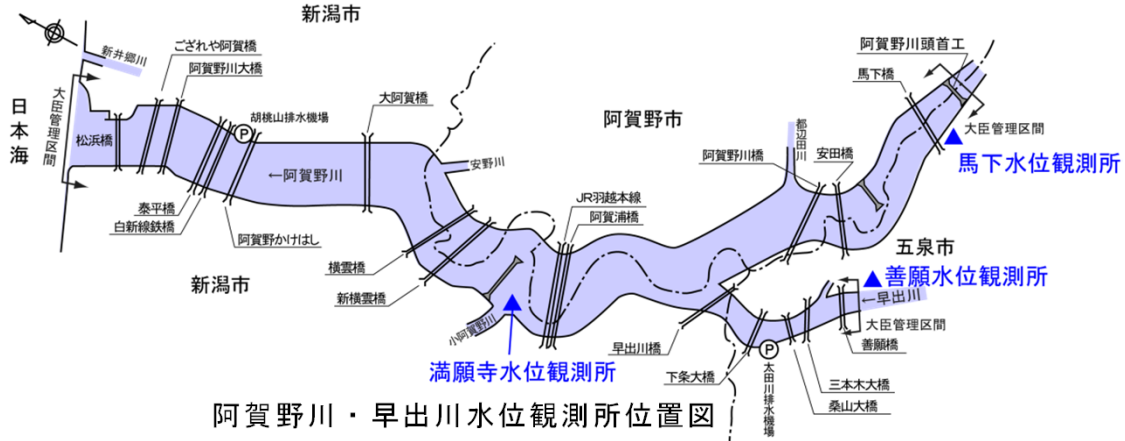 新潟市
新井郷川
ござれや阿賀橋
阿賀野川大橋
日本海
大臣管理区間
松浜橋
胡桃山排水機場
P
大阿賀橋
←阿賀野川
安野川
泰平橋
白新線鉄橋
阿賀野かけはし
新潟市
横雲橋
新横雲橋
小阿賀野川
満願寺水位観測所
JR羽越本線
阿賀浦橋
阿賀野市
都辺田川
阿賀野川橋
安田橋
阿賀野川頭首工
馬下橋
大臣管理区間
馬下水位観測所
五泉市
善願水位観測所
←早出川
大臣管理区間
善願橋
早出川橋
下条大橋
P
太田川排水機場
三本木大橋
桑山大橋
阿賀野川・早出川水位観測所位置図